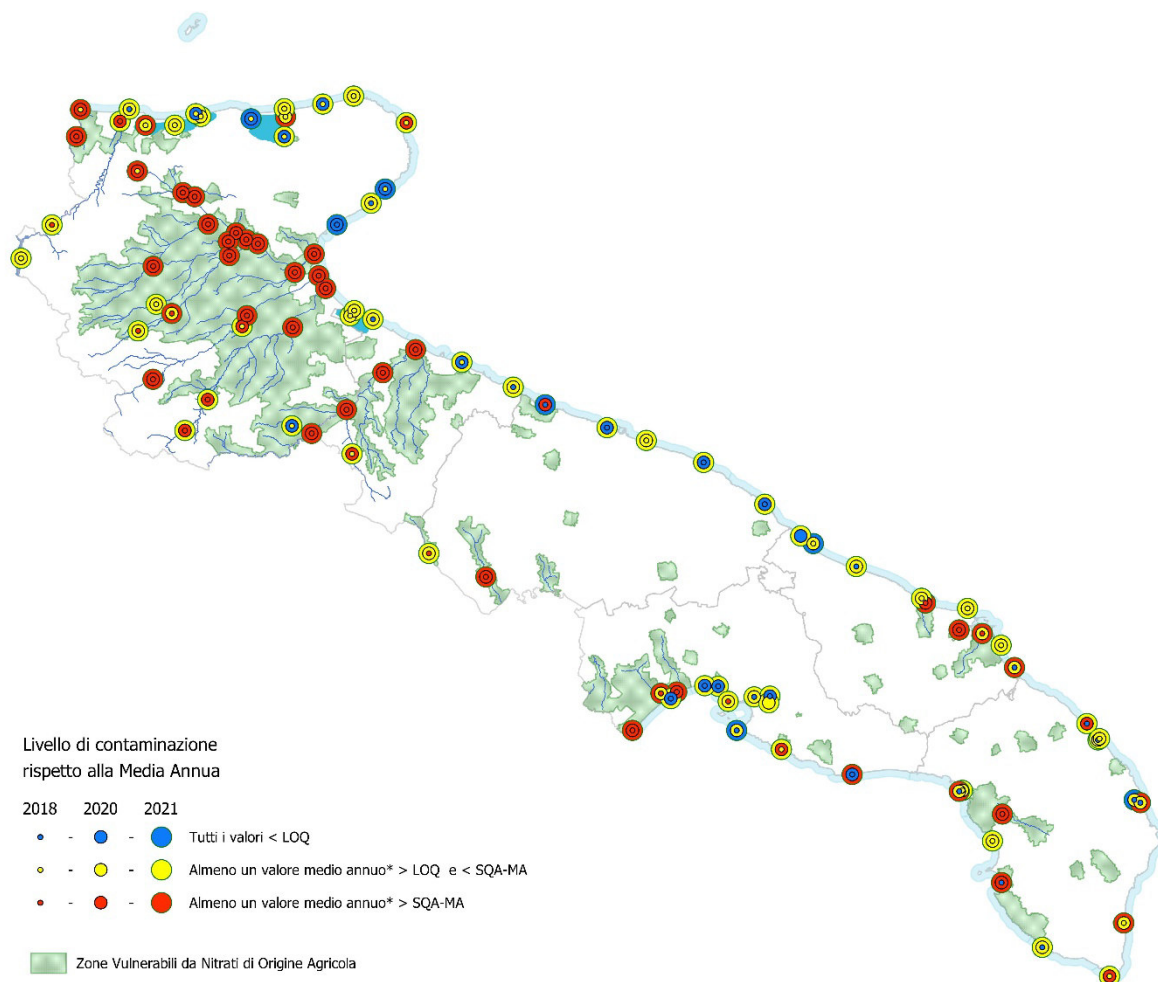 Livello di contaminazione
rispetto alla Media Annua
2018 2020 2021
- - Tutti i valori < LOQ
- - Almeno un valore medio annuo* > LOQ e < SQA-MA
- - Almeno un valore medio annuo* > SQA-MA
Zone Vulnerabili da Nitrati di Origine Agricola